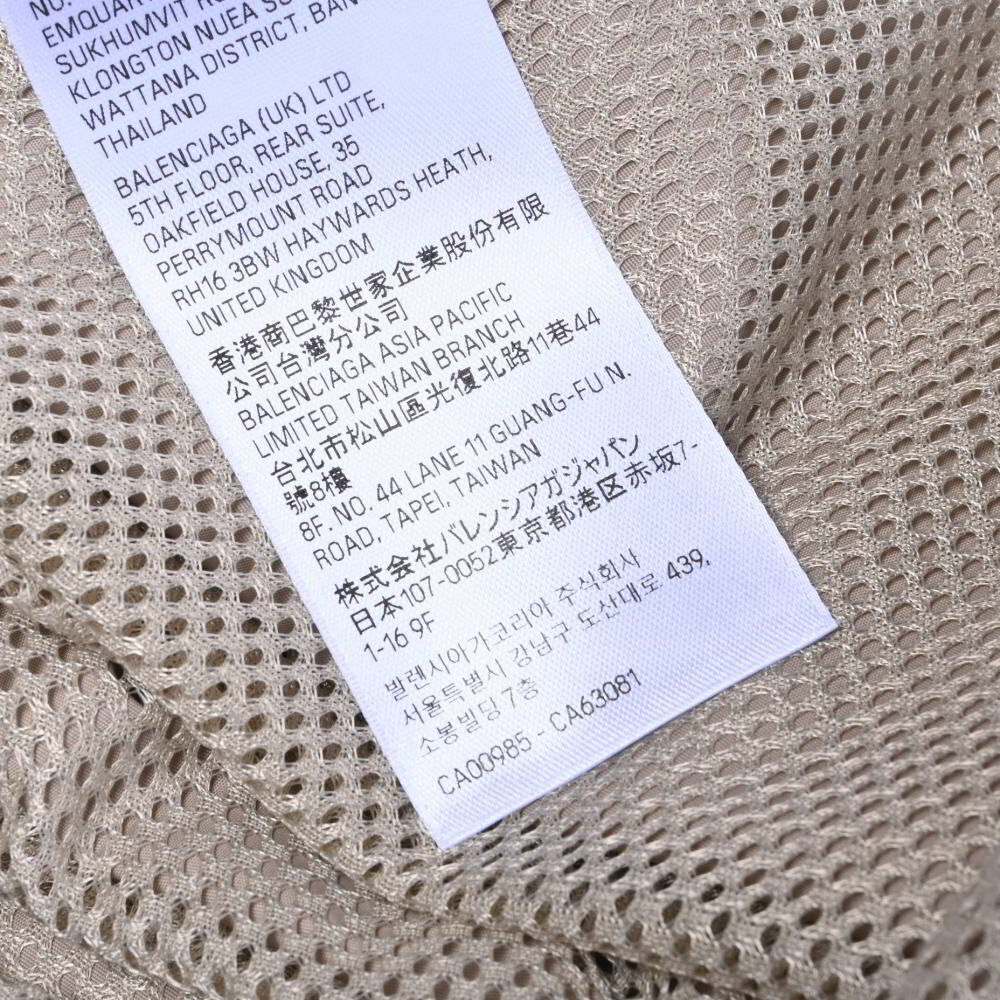 NO.
EMQUAR
SUKHUMVIT
KLONGTON NUEA
WATTANA DISTRICT, BAN
THAILAND
BALENCIAGA (UK) LTD
5TH FLOOR, REAR SUITE,
OAKFIELD HOUSE, 35
PERRYMOUNT ROAD
RH16 3BW HAYWARDS HEATH,
UNITED KINGDOM
香港商巴黎世家企業股份有限
公司台灣分公司
BALENCIAGA ASIA PACIFIC
LIMITED TAIWAN BRANCH
台北市松山區光復北路11巷44
號8樓
8F. NO. 44 LANE 11 GUANG-FU N.
ROAD, TAPEI, TAIWAN
株式会社バレンシアガジャパン
日本107-0052東京都港区赤坂7-
1-16 9F
발렌시아가코리아 주식회사
서울특별시 강남구 도산대로 439,
소봉빌딩 7층
CA00985 - CA63081